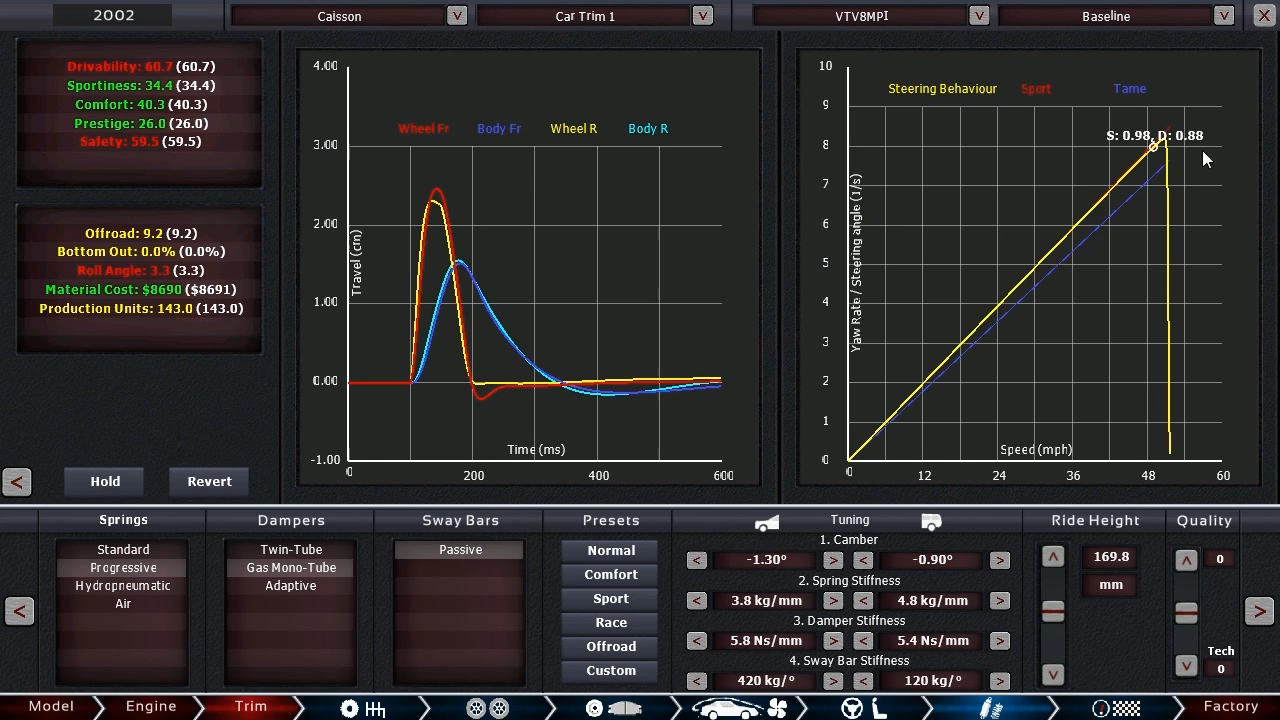 2002
Caisson
Car Trim 1
VTV8MPI
Baseline
Drivability: 60.7 (60.7)
Sportiness: 34.4 (34.4)
Comfort: 40.3 (40.3)
Prestige: 26.0 (26.0)
Safety: 59.5 (59.5)
Offroad: 9.2 (9.2)
Bottom Out: 0.0% (0.0%)
Roll Angle: 3.3 (3.3)
Material Cost: $8690 ($8691)
Production Units: 143.0 (143.0)
Hold
Revert
4.00
3.00
2.00
1.00
0.00
-1.00
Wheel Fr
Body Fr
Wheel R
Body R
Travel (cm)
Time (ms)
0
200
400
600
10
9
8
7
6
5
4
3
2
1
0
Steering Behaviour
Sport
Tame
S: 0.98, D: 0.88
Yaw Rate / Steering angle (1/s)
Speed (mph)
0
12
24
36
48
60
Springs
Standard
Progressive
Hydropneumatic
Air
Dampers
Twin-Tube
Gas Mono-Tube
Adaptive
Sway Bars
Passive
Presets
Normal
Comfort
Sport
Race
Offroad
Custom
Tuning
1. Camber
-1.30°
-0.90°
2. Spring Stiffness
3.8 kg/mm
4.8 kg/mm
3. Damper Stiffness
5.8 Ns/mm
5.4 Ns/mm
4. Sway Bar Stiffness
420 kg/°
120 kg/°
Ride Height
169.8
mm
Quality
0
Tech
0
Model
Engine
Trim
Factory